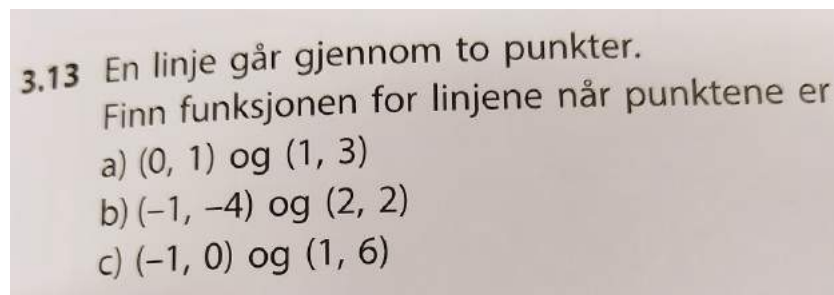 3.13 En linje går gjennom to punkter.
Finn funksjonen for linjene når punktene er
a) (0, 1) og (1, 3)
b) (–1, –4) og (2, 2)
c) (–1, 0) og (1, 6)